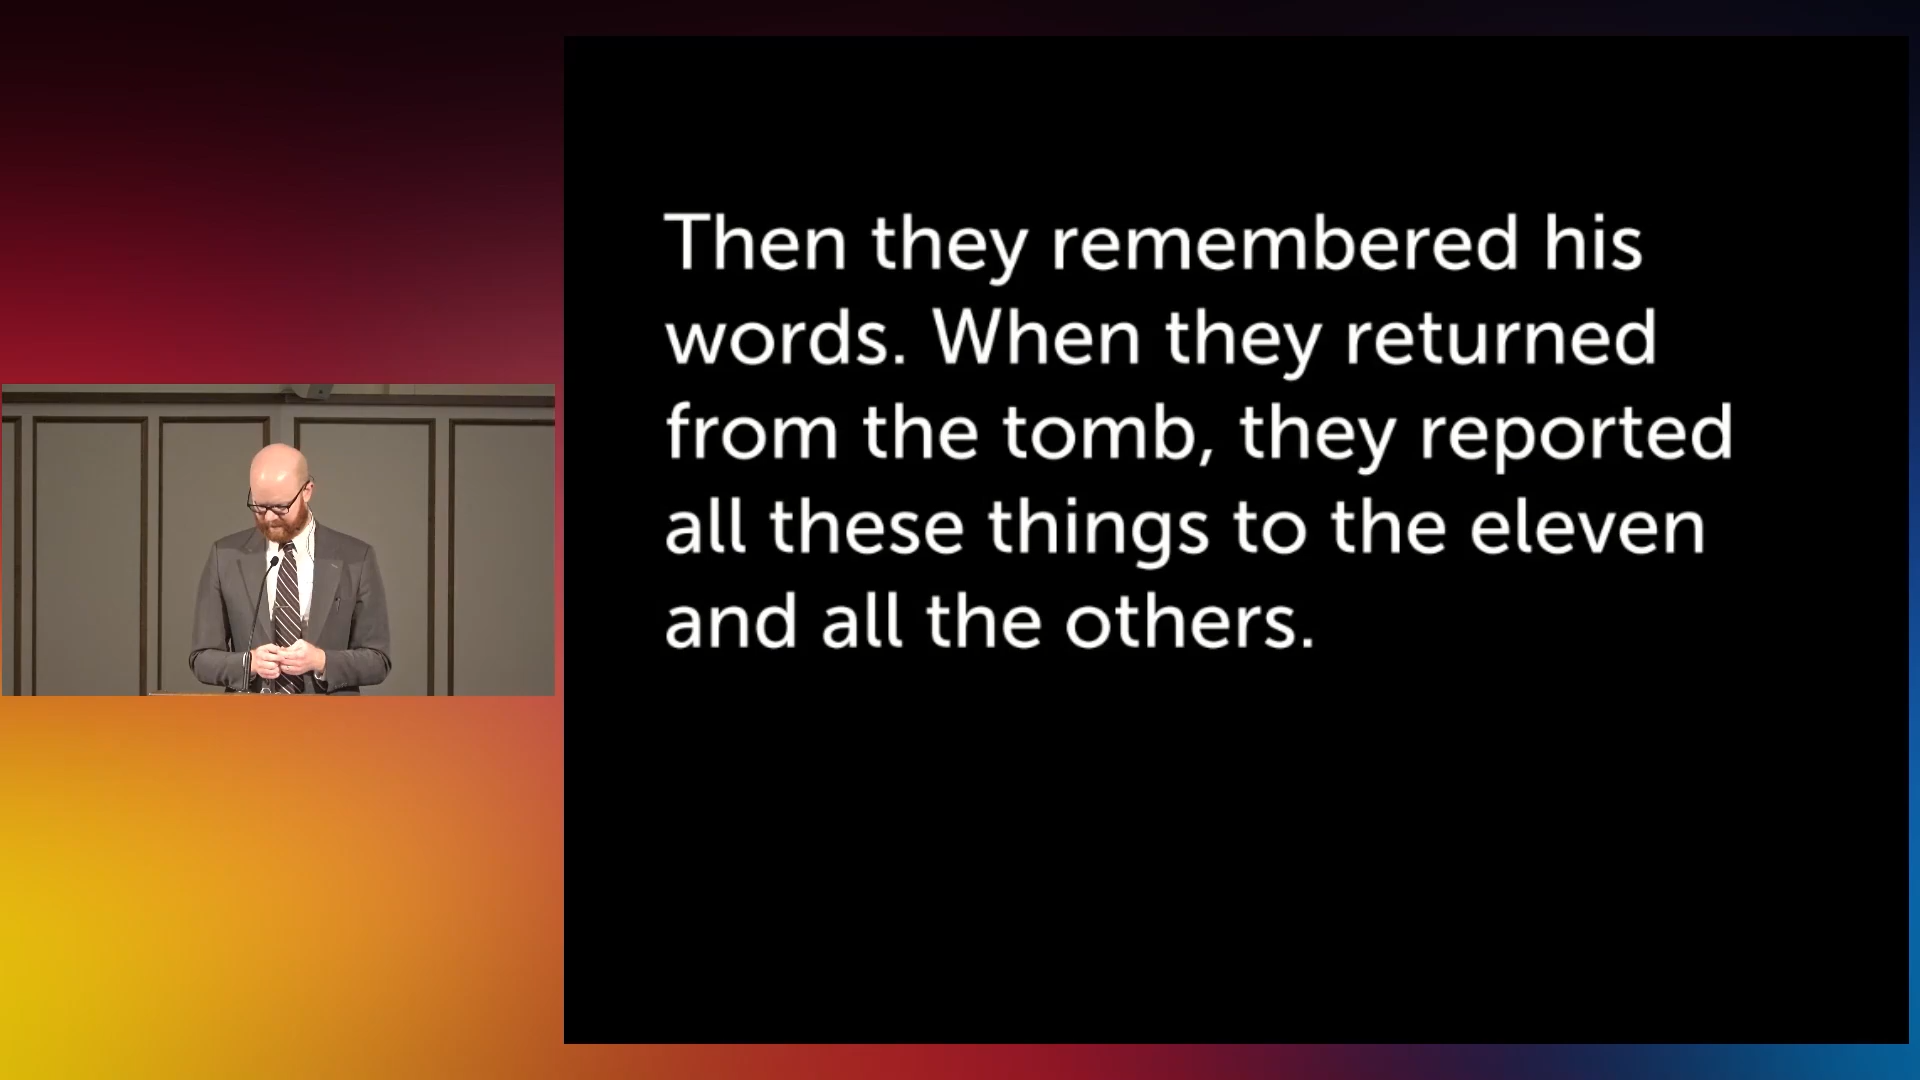 Then they remembered his
words. When they returned
from the tomb, they reported
all these things to the eleven
and all the others.